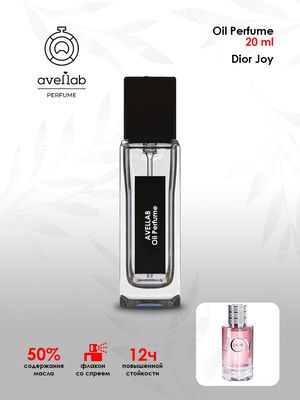 avellab
PERFUME
Oil Perfume
20 ml
Dior Joy
AVELLAB
Oil Perfume
DIOR
50%
содержания
масла
флакон
со спреем
12ч
повышенной
стойкости